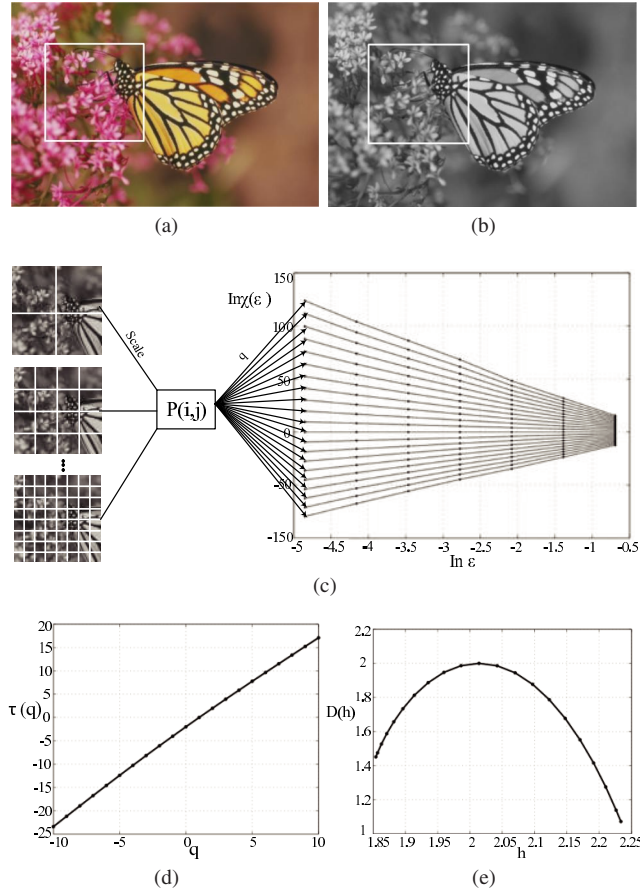 (a)
(b)
lnχ(ε)
Scale
q
P(i,j)
150
100
50
0
-50
-150
-5 -4.5 -4 -3.5 -3 -2.5 -2 -1.5 -1 -0.5
ln ε
(c)
τ(q)
20
15
10
5
0
-5
-10
-15
-20
-25
-10 -5 0 5 10
q
(d)
D(h)
2.2
2
1.8
1.6
1.4
1.2
1
1.85 1.9 1.95 2 2.05 2.1 2.15 2.2 2.25
h
(e)